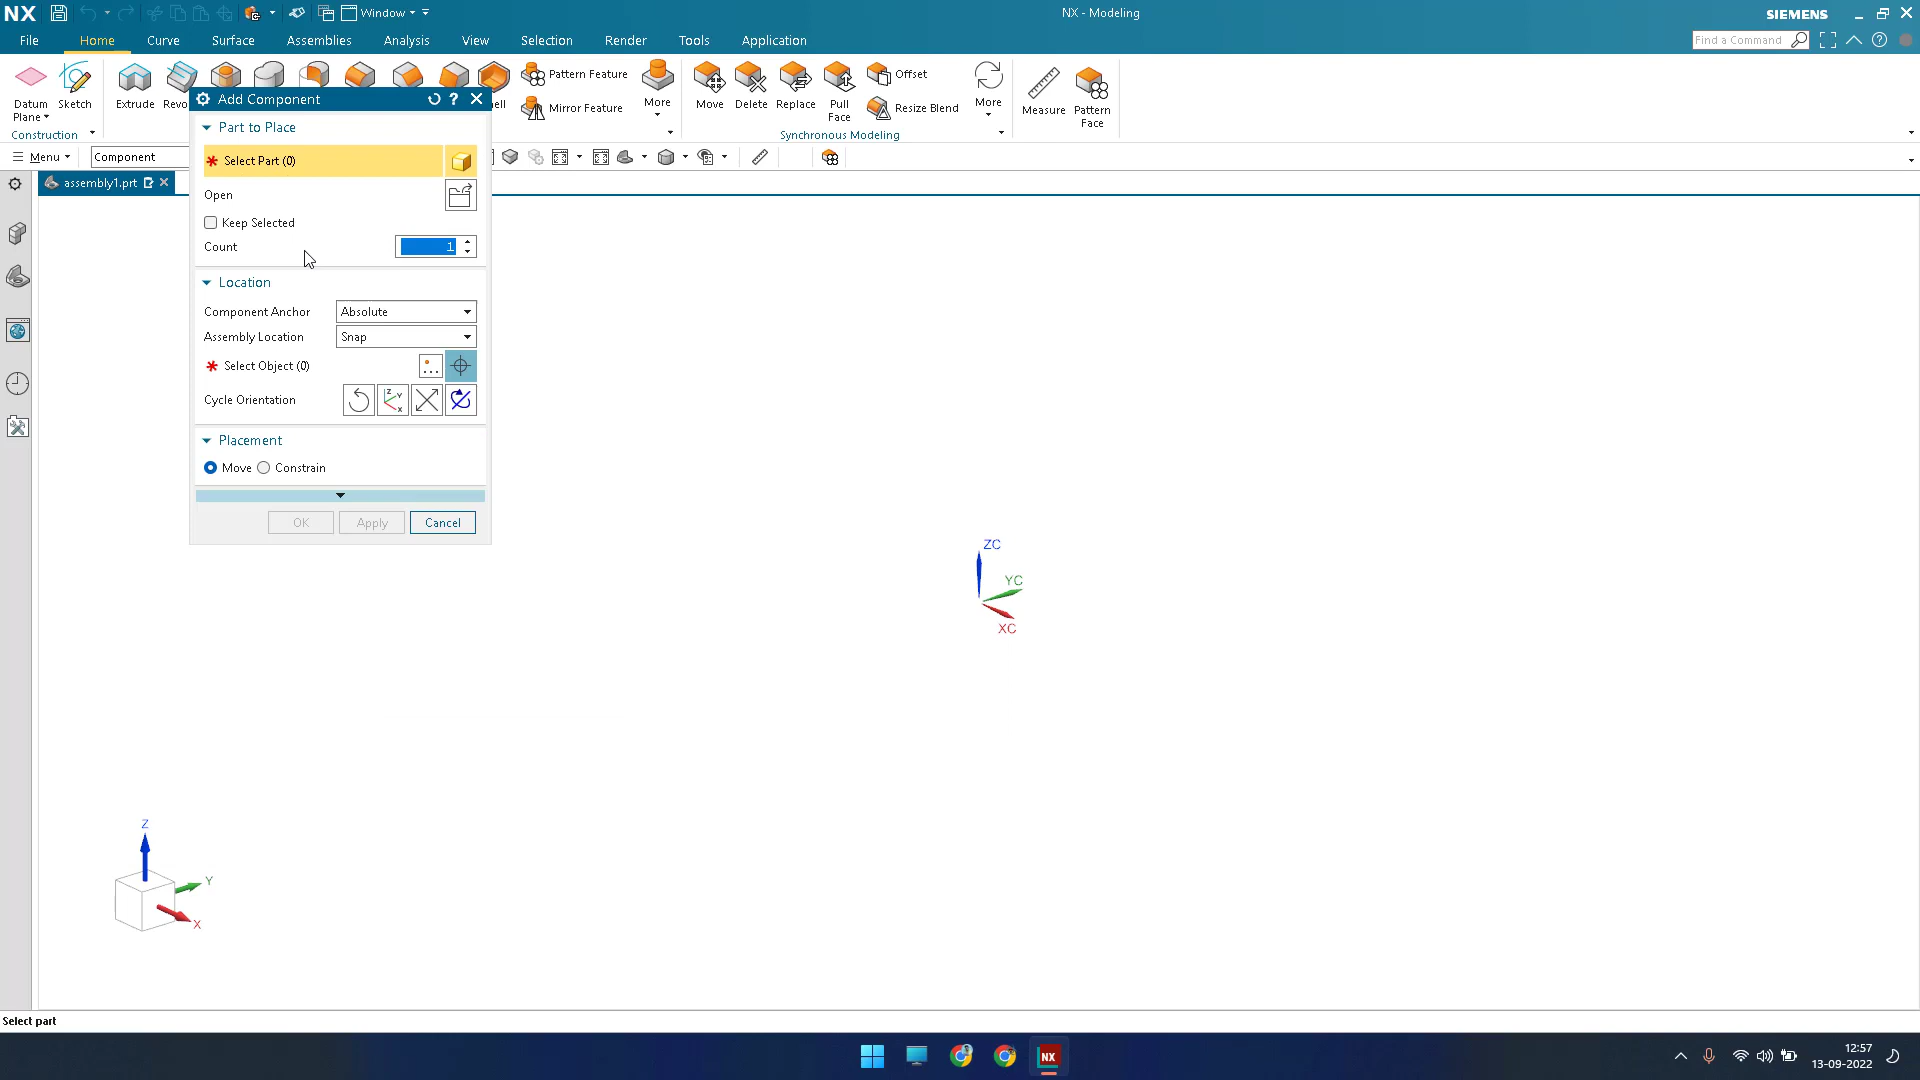 NX
Window
NX - Modeling
SIEMENS
File
Home
Curve
Surface
Assemblies
Analysis
View
Selection
Render
Tools
Application
Find a Command
Datum
Plane
Sketch
Extrude
Revo
ell
Pattern Feature
Mirror Feature
More
Move
Delete
Replace
Pull
Face
Offset
Resize Blend
More
Measure
Pattern
Face
Construction
Synchronous Modeling
Menu
Component
assembly1.prt
Add Component
?
Part to Place
* Select Part (0)
Open
Keep Selected
Count
1
Location
Component Anchor
Absolute
Assembly Location
Snap
* Select Object (0)
Cycle Orientation
Placement
Move
Constrain
OK
Apply
Cancel
ZC
YC
XC
Z
Y
X
Select part
NX
12:57
13-09-2022